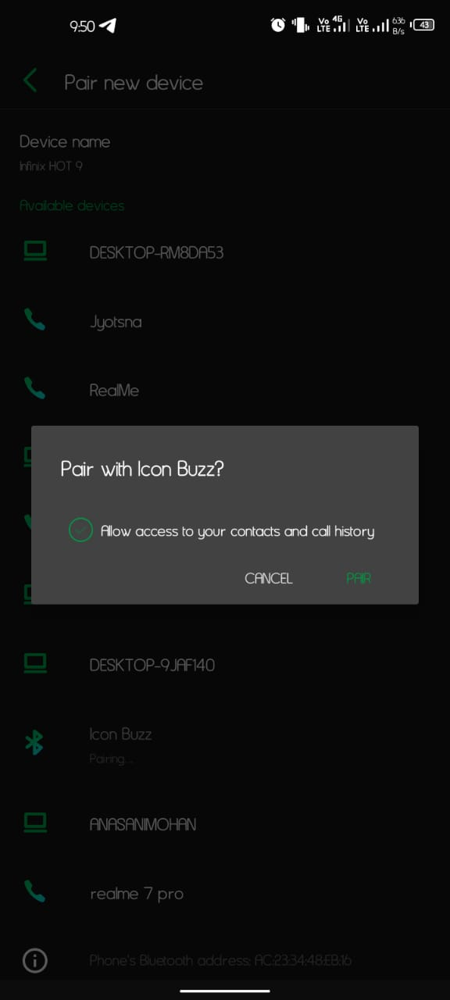 9:50
Vo LTE 4G Vo LTE 636 B/s 43
Pair new device
Device name
Infinix HOT 9
Available devices
DESKTOP-RM8DA53
Jyotsna
RealMe
Pair with Icon Buzz?
Allow access to your contacts and call history
CANCEL PAIR
DESKTOP-9JAF140
Icon Buzz
Pairing...
ANASANIMOHAN
realme 7 pro
Phone's Bluetooth address: AC:23:34:48:EB:16